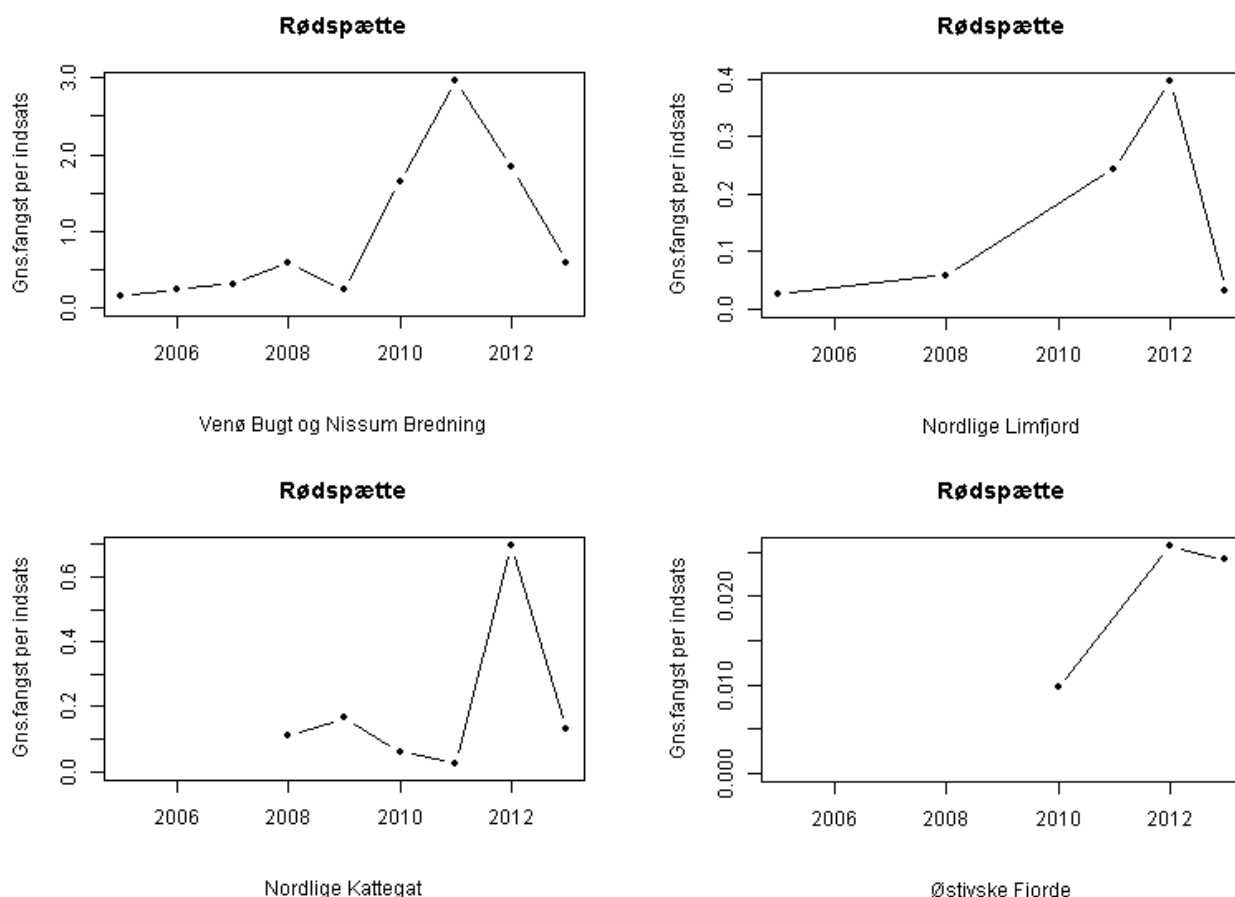 Rødspætte
Gns.fangst per indsats
3.0
2.0
1.0
0.0
2006 2008 2010 2012
Venø Bugt og Nissum Bredning
Rødspætte
Gns.fangst per indsats
0.4
0.3
0.2
0.1
0.0
2006 2008 2010 2012
Nordlige Limfjord
Rødspætte
Gns.fangst per indsats
0.6
0.4
0.2
0.0
2006 2008 2010 2012
Nordlige Kattegat
Rødspætte
Gns.fangst per indsats
0.020
0.010
0.000
2006 2008 2010 2012
Østjyske Fjorde